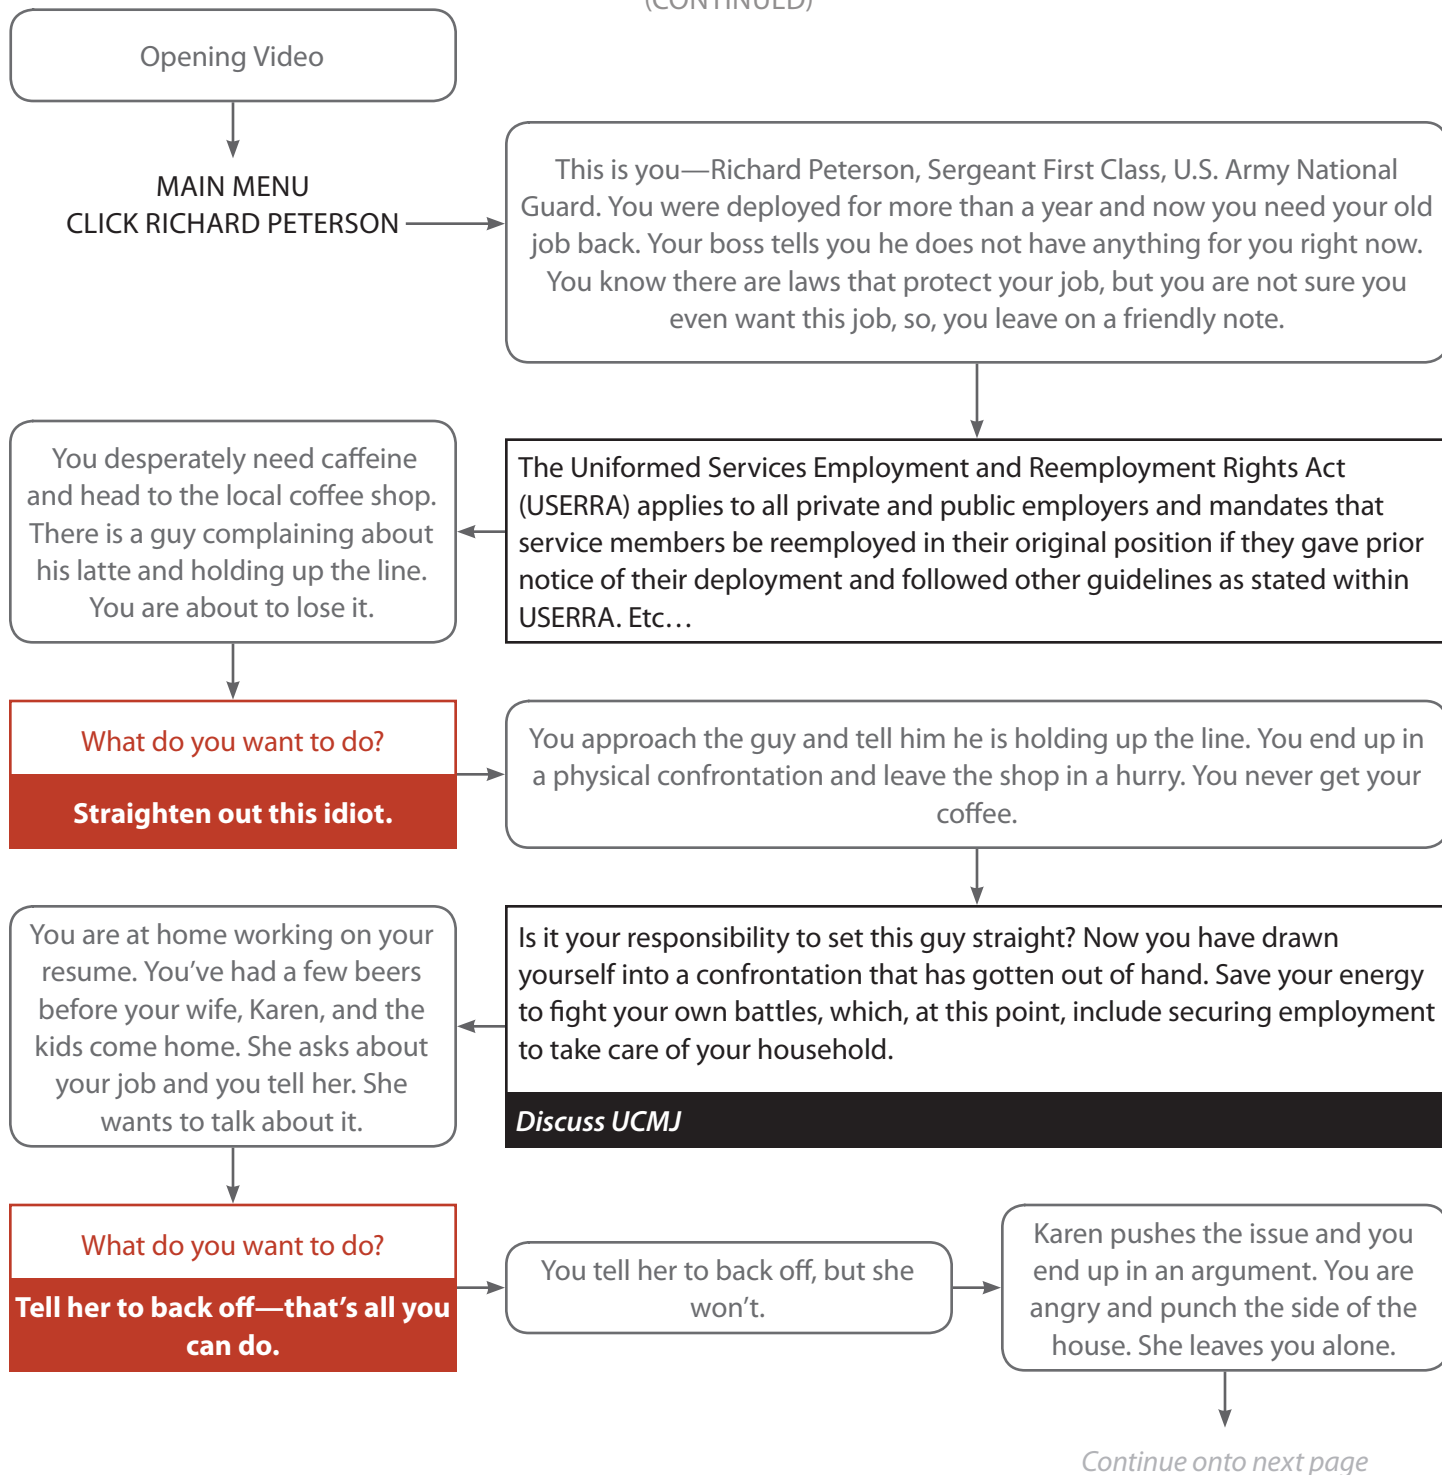 (CONTINUED)
Opening Video
MAIN MENU
CLICK RICHARD PETERSON
This is you—Richard Peterson, Sergeant First Class, U.S. Army National
Guard. You were deployed for more than a year and now you need your old
job back. Your boss tells you he does not have anything for you right now.
You know there are laws that protect your job, but you are not sure you
even want this job, so, you leave on a friendly note.
The Uniformed Services Employment and Reemployment Rights Act
(USERRA) applies to all private and public employers and mandates that
service members be reemployed in their original position if they gave prior
notice of their deployment and followed other guidelines as stated within
USERRA. Etc…
You desperately need caffeine
and head to the local coffee shop.
There is a guy complaining about
his latte and holding up the line.
You are about to lose it.
What do you want to do?
Straighten out this idiot.
You approach the guy and tell him he is holding up the line. You end up in
a physical confrontation and leave the shop in a hurry. You never get your
coffee.
Is it your responsibility to set this guy straight? Now you have drawn
yourself into a confrontation that has gotten out of hand. Save your energy
to fight your own battles, which, at this point, include securing employment
to take care of your household.
Discuss UCMJ
You are at home working on your
resume. You've had a few beers
before your wife, Karen, and the
kids come home. She asks about
your job and you tell her. She
wants to talk about it.
What do you want to do?
Tell her to back off—that's all you
can do.
You tell her to back off, but she
won't.
Karen pushes the issue and you
end up in an argument. You are
angry and punch the side of the
house. She leaves you alone.
Continue onto next page